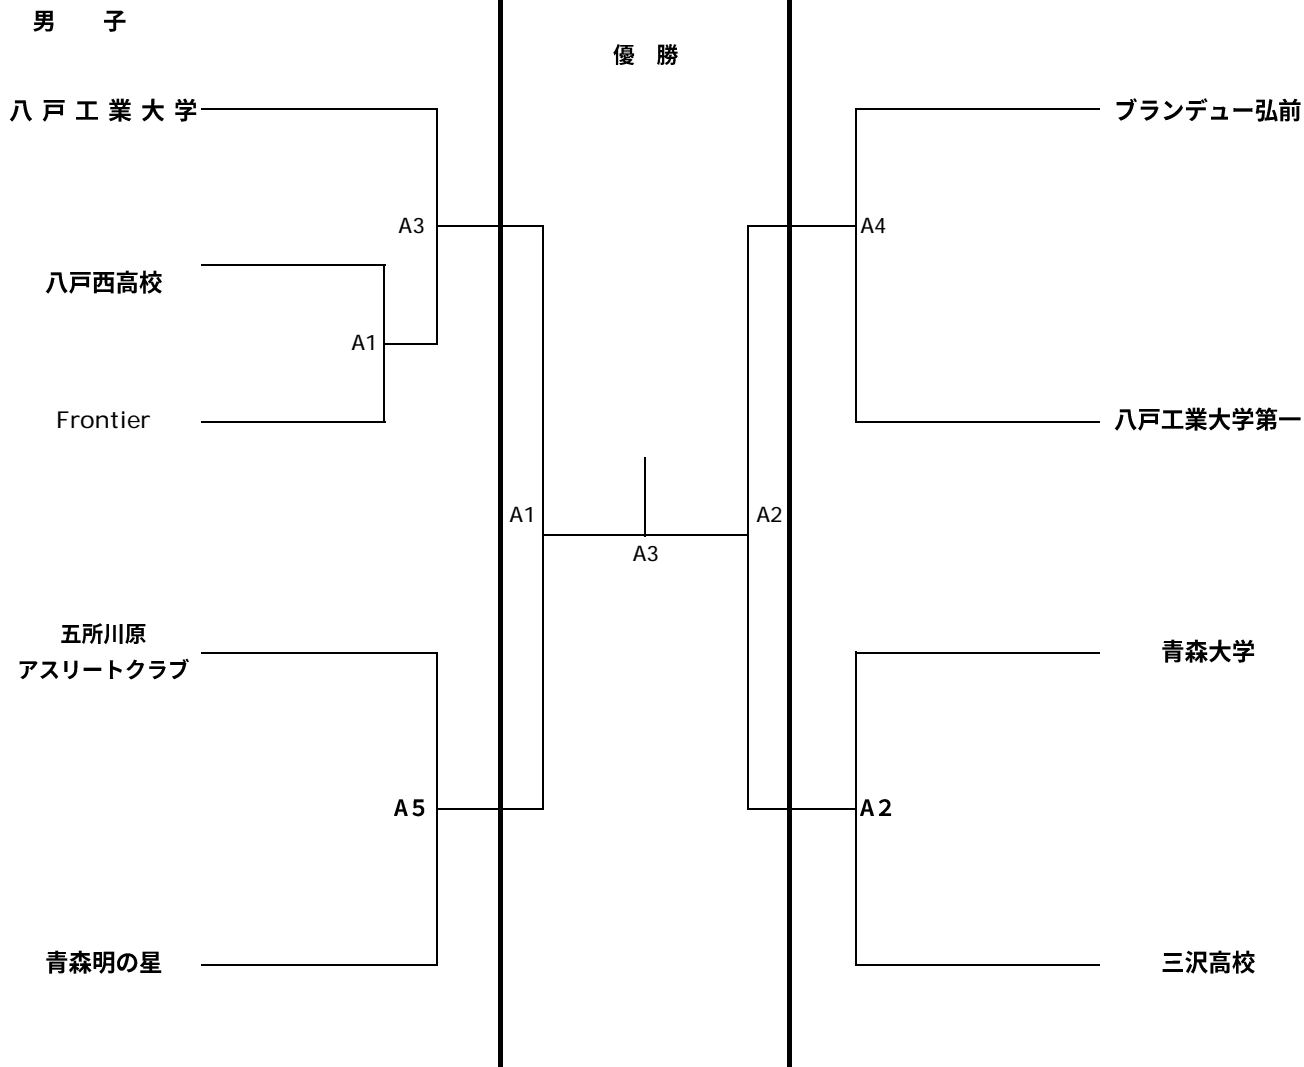 男　子
優　勝
八 戸 工 業 大 学
ブランデュー弘前
A3
A4
八戸西高校
A1
Frontier
八戸工業大学第一
A1
A2
A3
五所川原
アスリートクラブ
青森大学
A5
A2
青森明の星
三沢高校